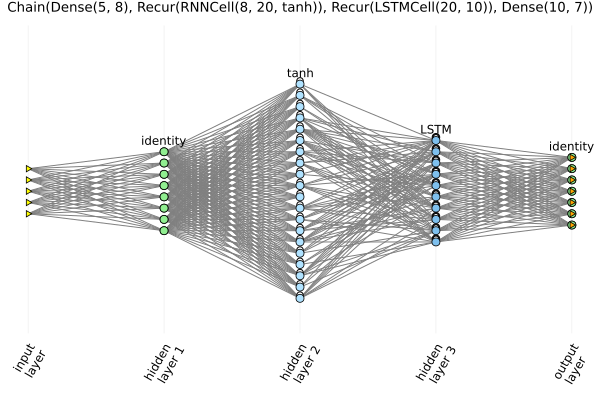 Chain(Dense(5, 8), Recur(RNNCell(8, 20, tanh)), Recur(LSTMCell(20, 10)), Dense(10, 7))
tanh
LSTM
identity
identity
input
layer
hidden
layer 1
hidden
layer 2
hidden
layer 3
output
layer